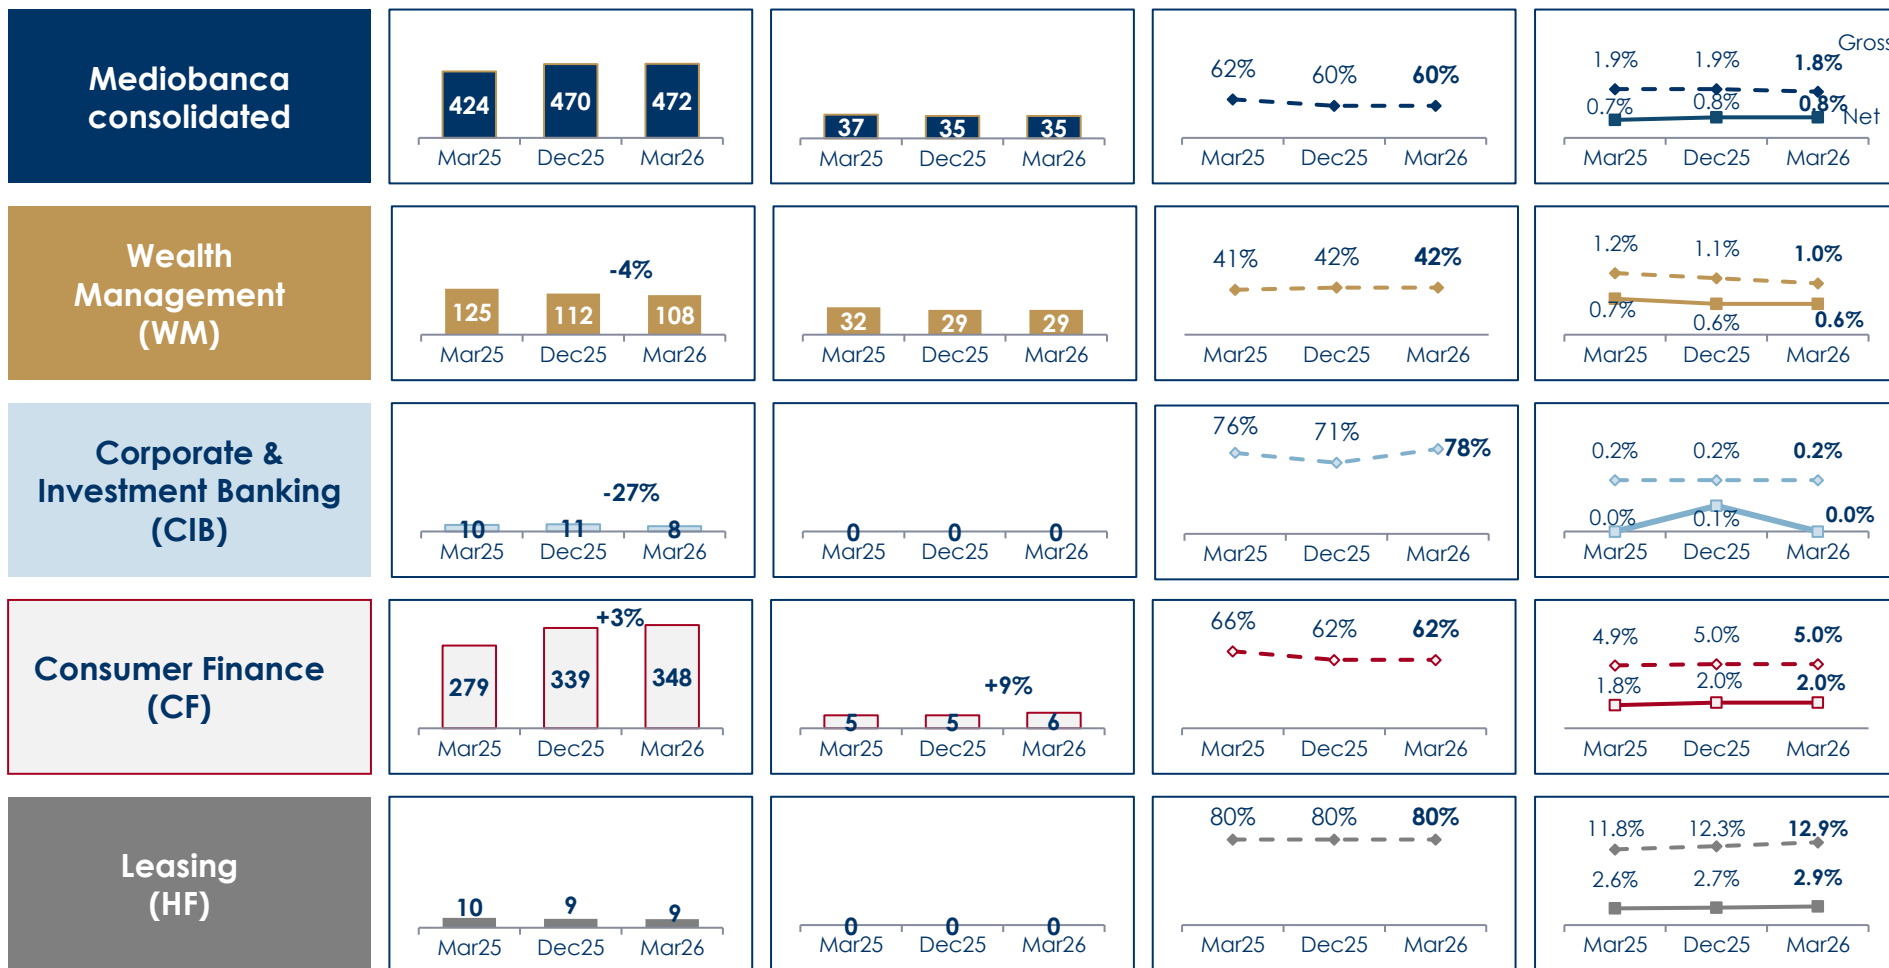 Mediobanca
consolidated
424 470 472
Mar25 Dec25 Mar26
37 35 35
Mar25 Dec25 Mar26
62% 60% 60%
Mar25 Dec25 Mar26
Gross
1.9% 1.9% 1.8%
0.7% 0.8% 0.8%
Net
Mar25 Dec25 Mar26
Wealth
Management
(WM)
-4%
125 112 108
Mar25 Dec25 Mar26
32 29 29
Mar25 Dec25 Mar26
41% 42% 42%
Mar25 Dec25 Mar26
1.2% 1.1% 1.0%
0.7% 0.6% 0.6%
Mar25 Dec25 Mar26
Corporate &
Investment Banking
(CIB)
-27%
10 11 8
Mar25 Dec25 Mar26
0 0 0
Mar25 Dec25 Mar26
76% 71% 78%
Mar25 Dec25 Mar26
0.2% 0.2% 0.2%
0.0% 0.1% 0.0%
Mar25 Dec25 Mar26
Consumer Finance
(CF)
+3%
279 339 348
Mar25 Dec25 Mar26
+9%
5 5 6
Mar25 Dec25 Mar26
66% 62% 62%
Mar25 Dec25 Mar26
4.9% 5.0% 5.0%
1.8% 2.0% 2.0%
Mar25 Dec25 Mar26
Leasing
(HF)
10 9 9
Mar25 Dec25 Mar26
0 0 0
Mar25 Dec25 Mar26
80% 80% 80%
Mar25 Dec25 Mar26
11.8% 12.3% 12.9%
2.6% 2.7% 2.9%
Mar25 Dec25 Mar26